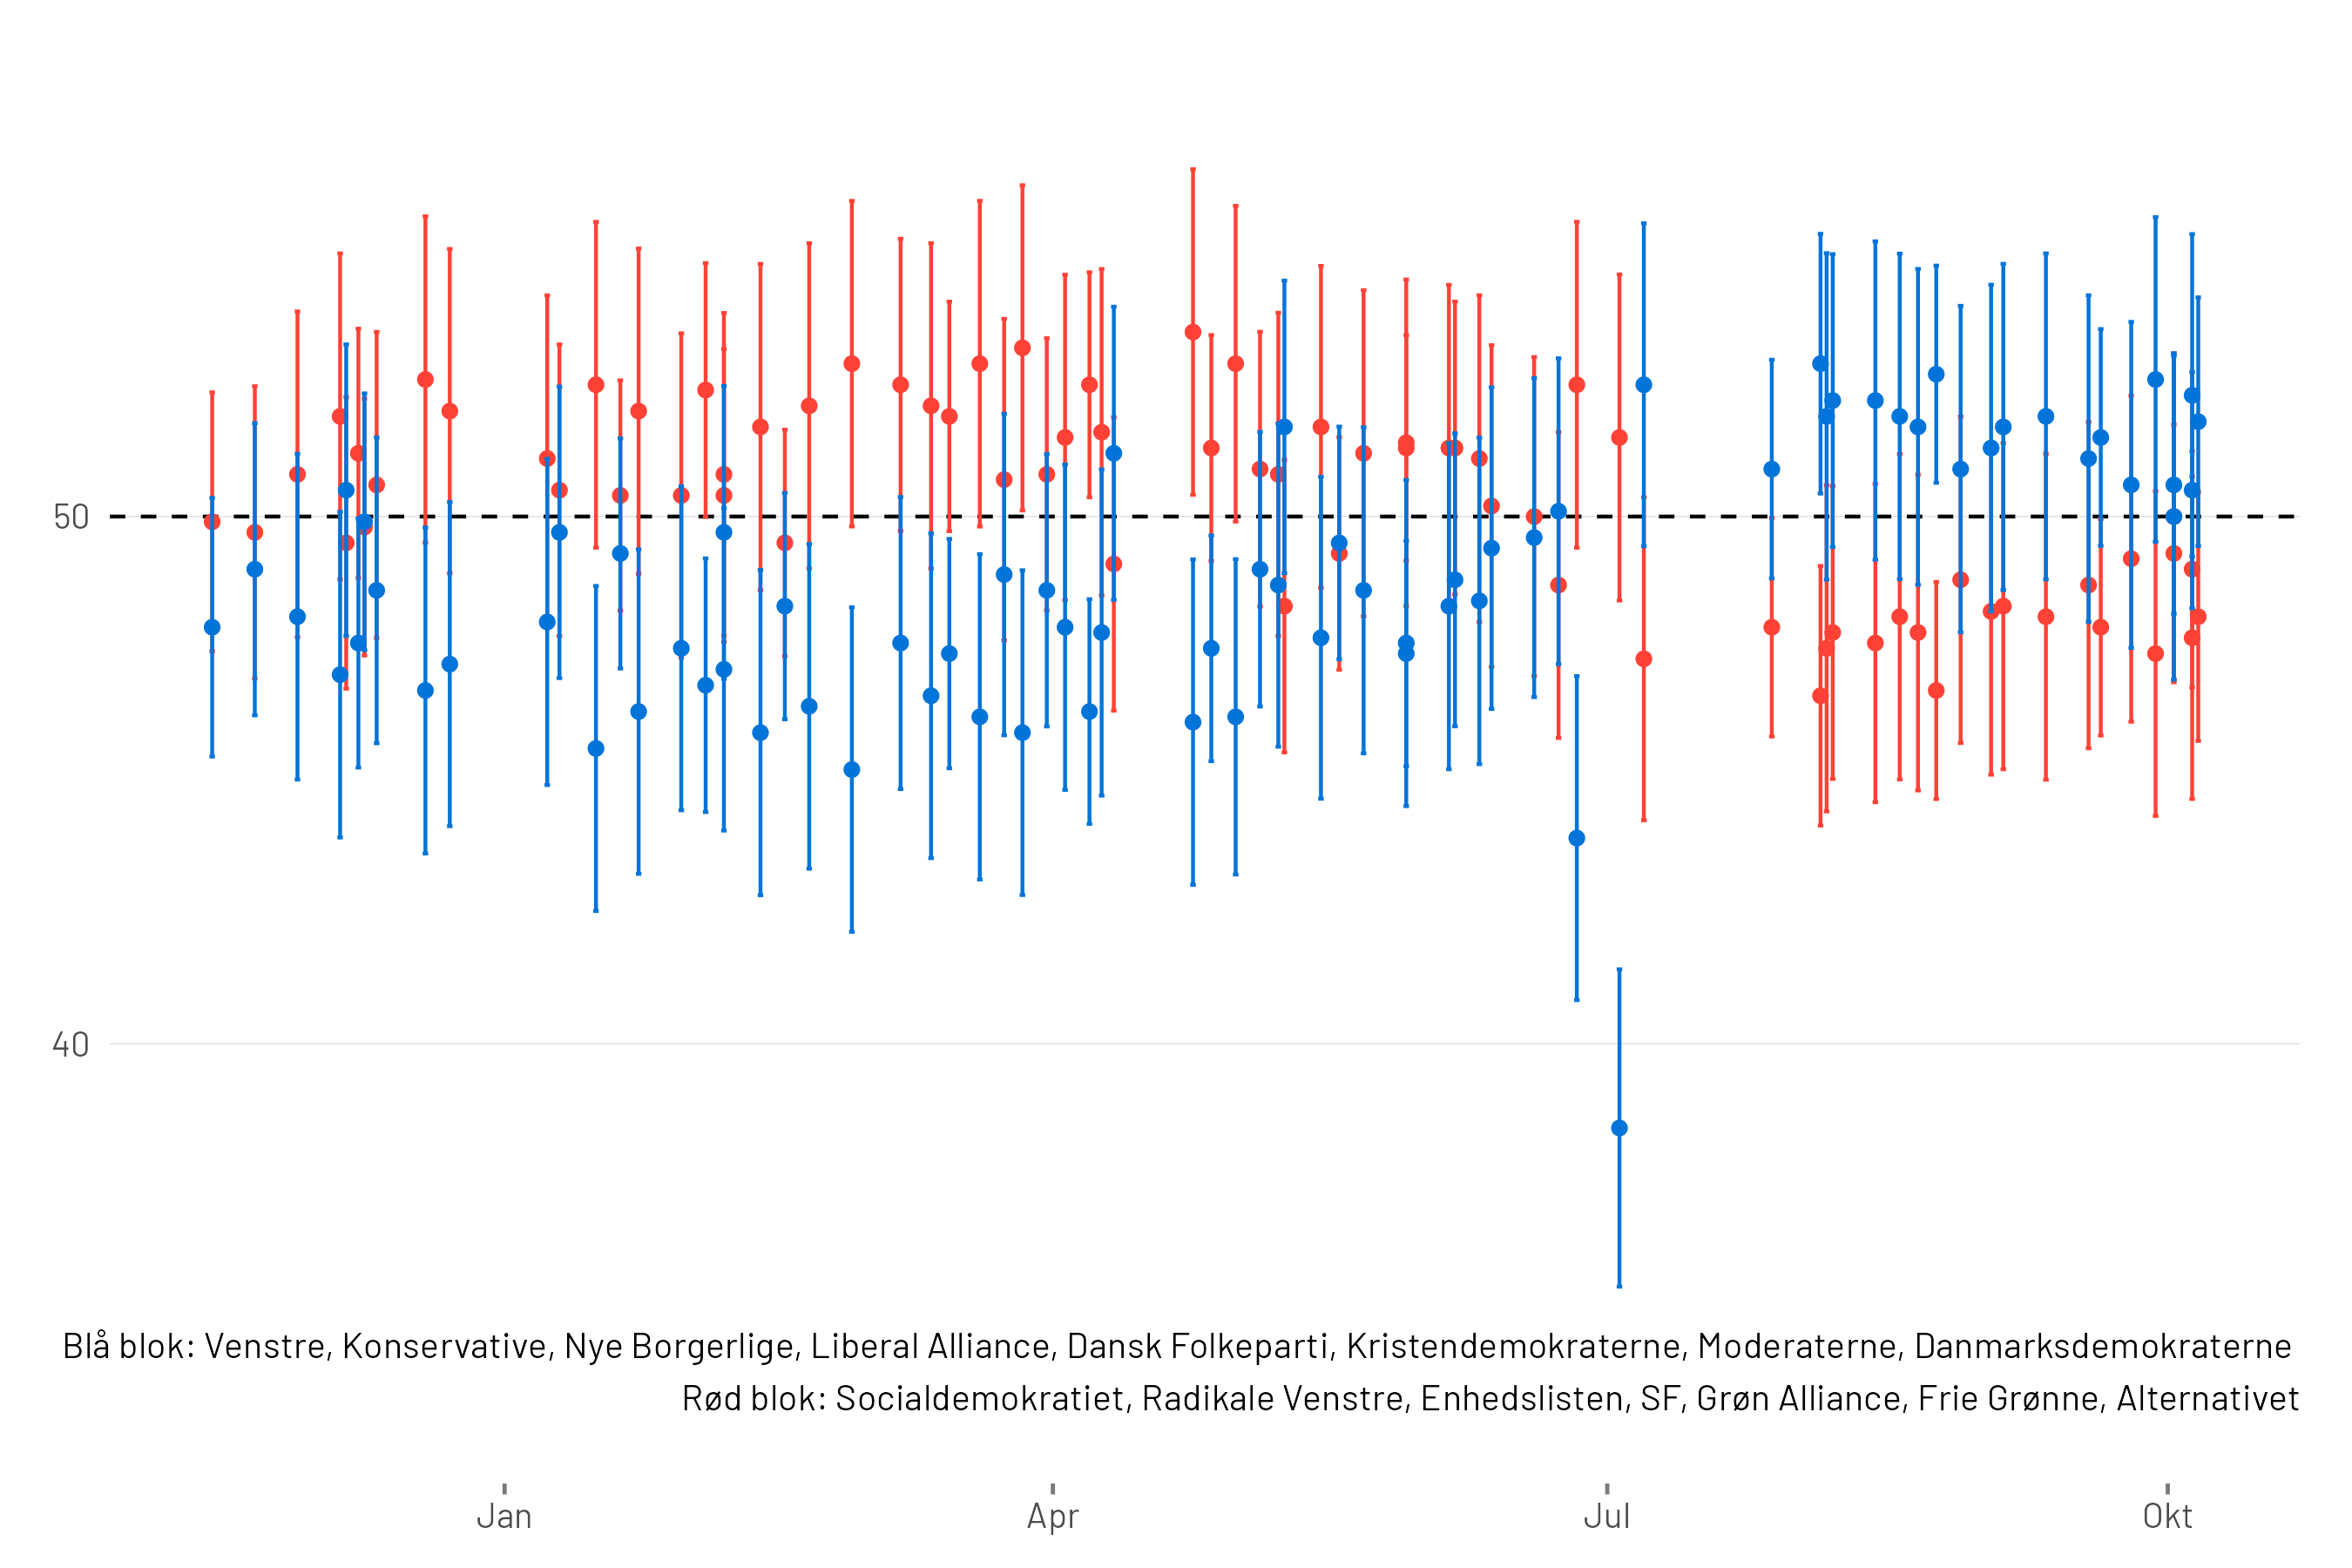 50
40
Blå blok: Venstre, Konservative, Nye Borgerlige, Liberal Alliance, Dansk Folkeparti, Kristendemokraterne, Moderaterne, Danmarksdemokraterne
Rød blok: Socialdemokratiet, Radikale Venstre, Enhedslisten, SF, Grøn Alliance, Frie Grønne, Alternativet
Jan Apr Jul Okt